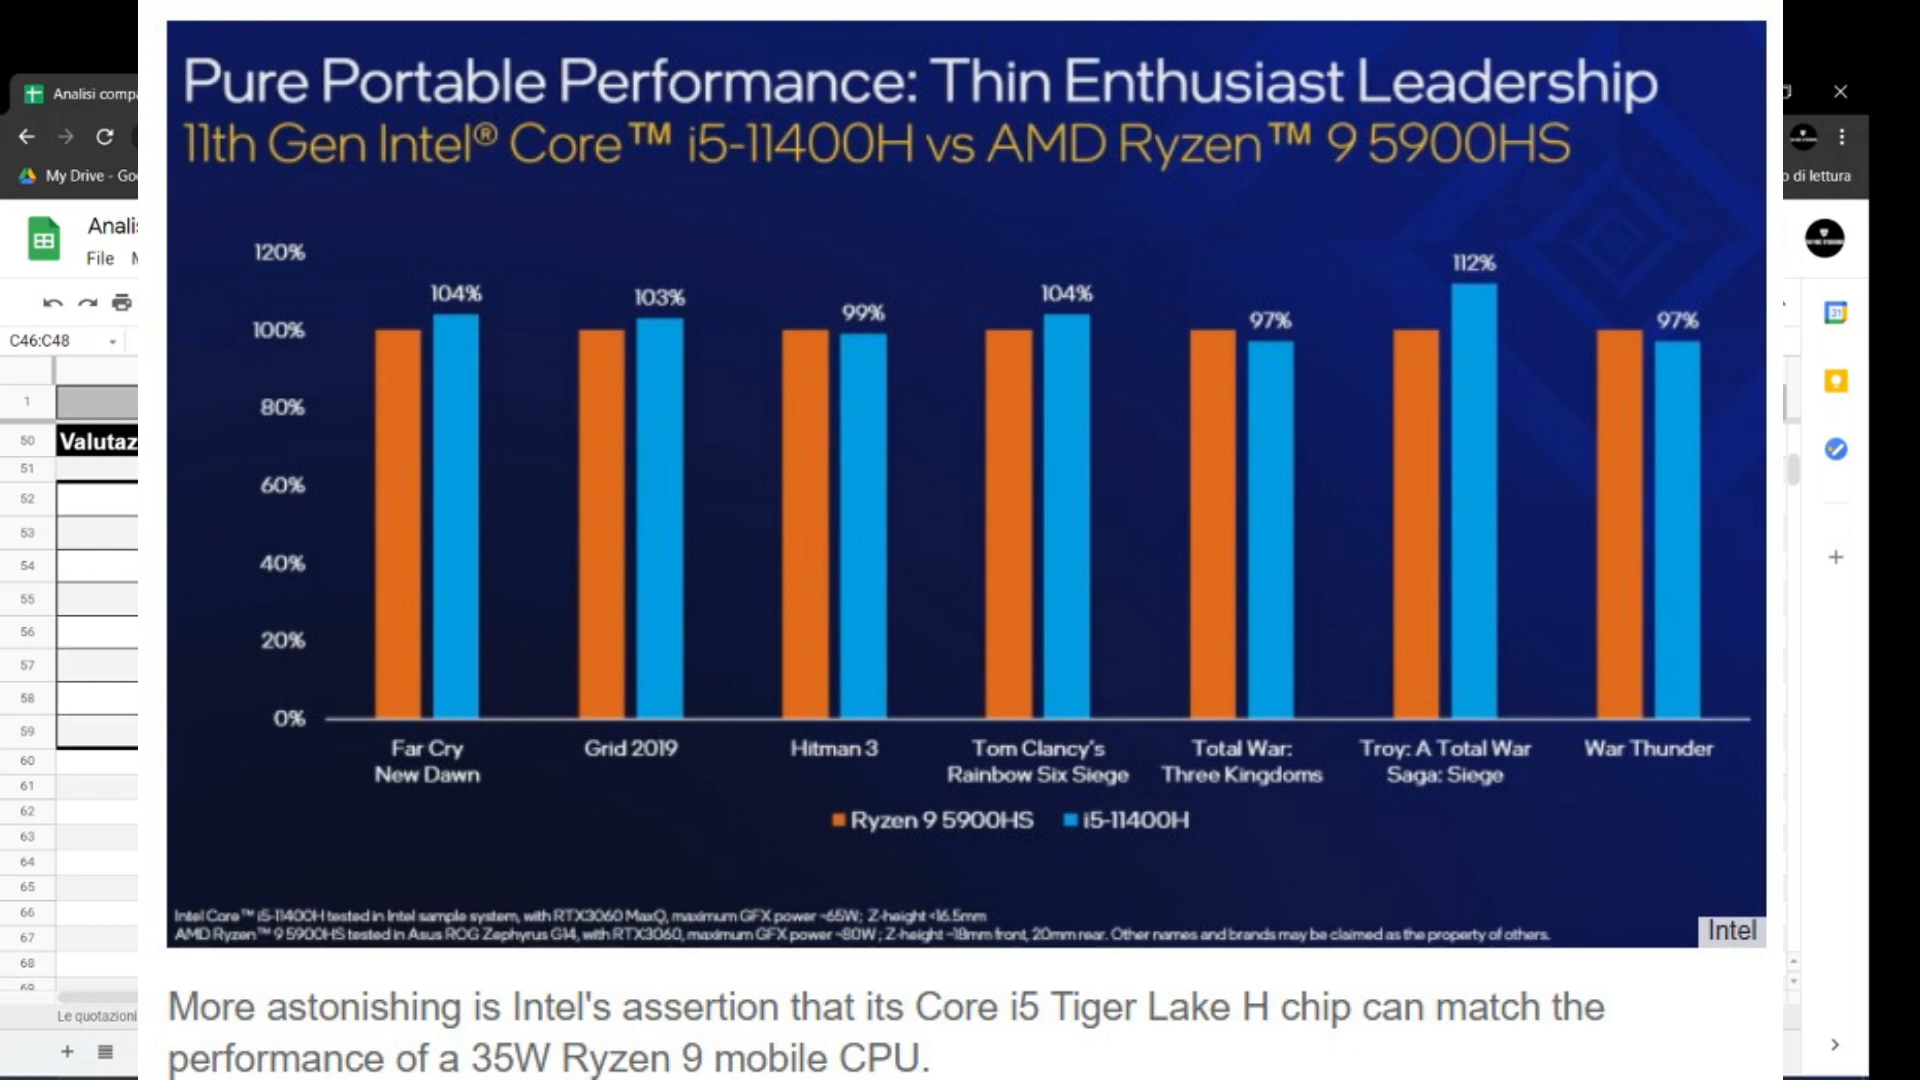 Pure Portable Performance: Thin Enthusiast Leadership
11th Gen Intel® Core™ i5-11400H vs AMD Ryzen™ 9 5900HS
120%
100%
80%
60%
40%
20%
0%
104%
103%
99%
104%
97%
112%
97%
Far Cry
New Dawn
Grid 2019
Hitman 3
Tom Clancy's
Rainbow Six Siege
Total War:
Three Kingdoms
Troy: A Total War
Saga: Siege
War Thunder
Ryzen 9 5900HS
i5-11400H
Intel Core™ i5-11400H tested in Intel sample system, with RTX3060 MaxQ, maximum GFX power ~65W; Z-height <16.5mm
AMD Ryzen™ 9 5900HS tested in Asus ROG Zephyrus G14, with RTX3060, maximum GFX power ~80W; Z-height ~18mm front, 20mm rear. Other names and brands may be claimed as the property of others.
Intel
More astonishing is Intel's assertion that its Core i5 Tiger Lake H chip can match the
performance of a 35W Ryzen 9 mobile CPU.
Analisi compa
My Drive - Go
di lettura
Anali
File
C46:C48
1
50
Valutaz
51
52
53
54
55
56
57
58
59
60
61
62
63
64
65
66
67
68
69
Le quotazioni
31